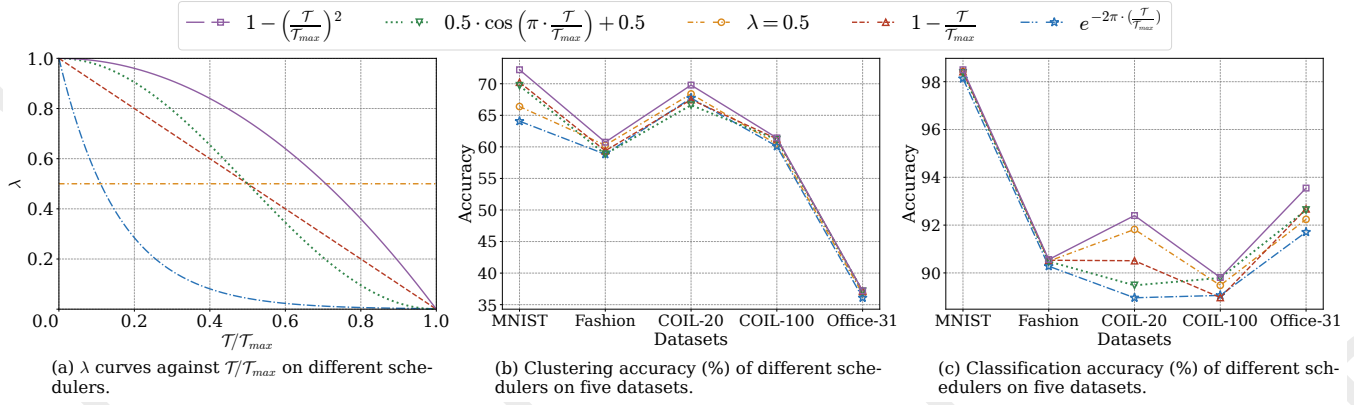 1 − (𝒯/𝒯max)²  0.5 · cos(π · 𝒯/𝒯max) + 0.5  λ = 0.5  1 − 𝒯/𝒯max  e^(−2π·(𝒯/𝒯max))
1.0
0.8
0.6
0.4
0.2
0.0
0.2
0.4
0.6
0.8
1.0
λ
𝒯/𝒯max
(a) λ curves against 𝒯/𝒯max on different sche-
dulers.
70
65
60
55
50
45
40
35
Accuracy
MNIST
Fashion
COIL-20
COIL-100
Office-31
Datasets
(b) Clustering accuracy (%) of different sche-
dulers on five datasets.
98
96
94
92
90
Accuracy
MNIST
Fashion
COIL-20
COIL-100
Office-31
Datasets
(c) Classification accuracy (%) of different sch-
edulers on five datasets.